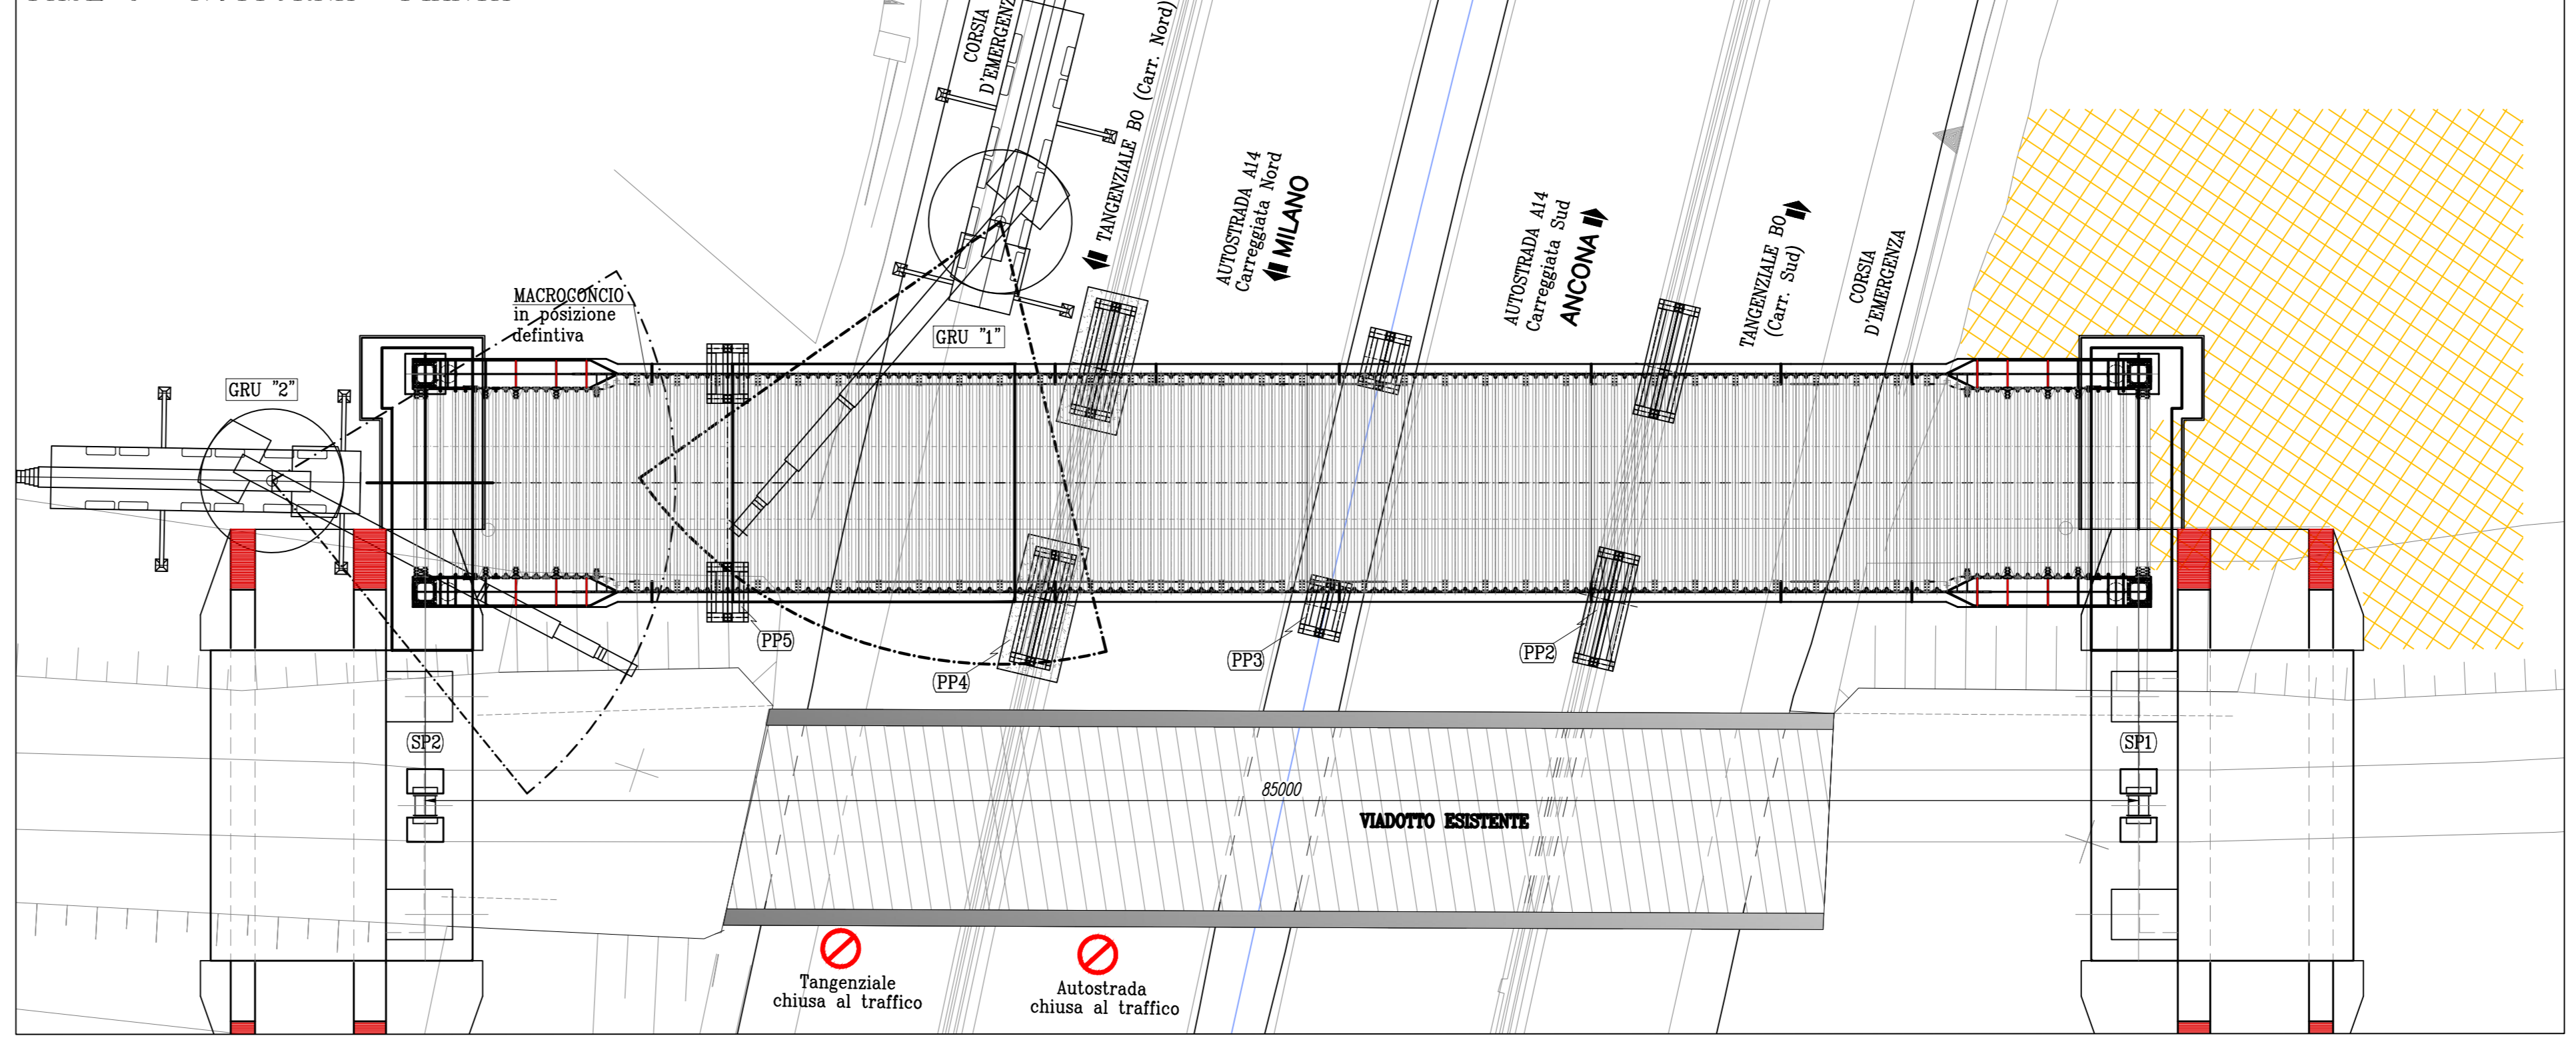 CORSIA
D'EMERGENZ
TANGENZIALE BO (Carr. Nord)
AUTOSTRADA A14
Carreggiata Nord
MILANO
AUTOSTRADA A14
Carreggiata Sud
ANCONA
TANGENZIALE BO
(Carr. Sud)
CORSIA
D'EMERGENZA
MACROCONCIO
in posizione
defintiva
GRU "1"
GRU "2"
PP5
PP4
PP3
PP2
SP2
SP1
85000
VIADOTTO ESISTENTE
Tangenziale
chiusa al traffico
Autostrada
chiusa al traffico